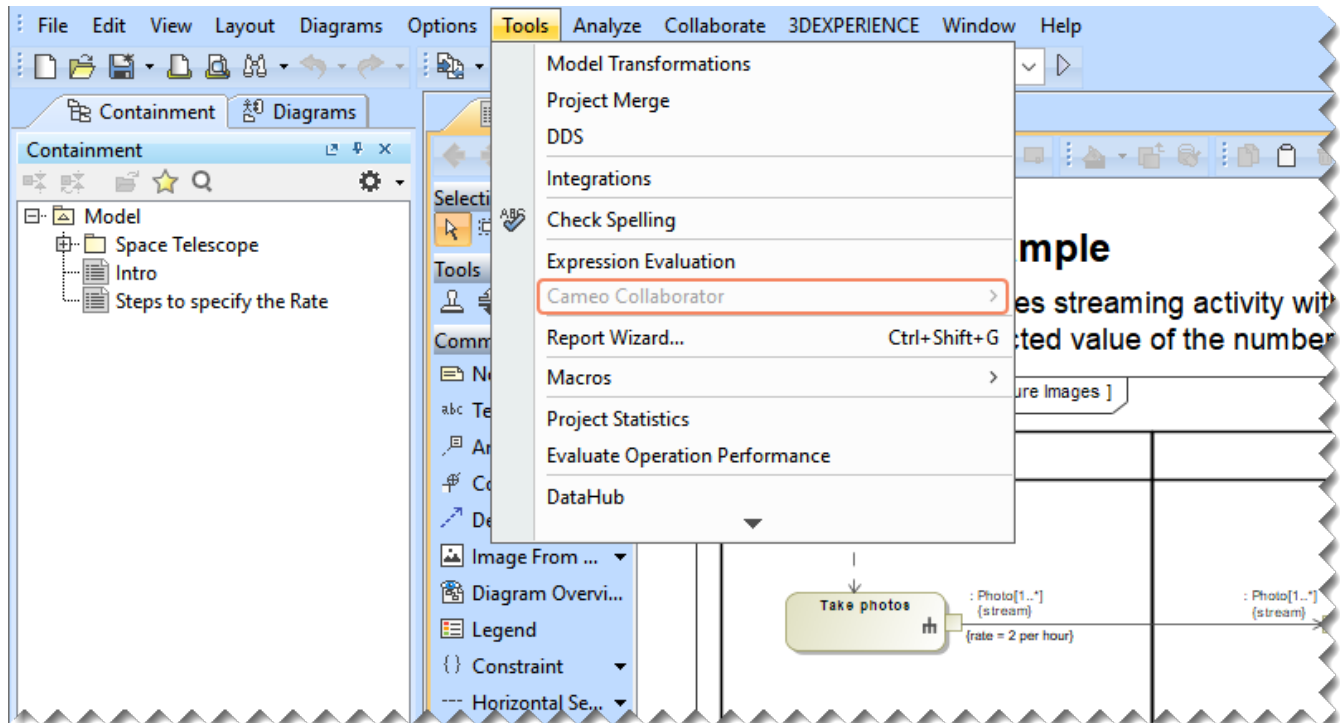 File Edit View Layout Diagrams Options Tools Analyze Collaborate 3DEXPERIENCE Window Help
Containment Diagrams
Containment
Model
Space Telescope
Intro
Steps to specify the Rate
Selecti
Tools
Comm
abc
Image From ...
Diagram Overvi...
Legend
{} Constraint
Horizontal Se...
Model Transformations
Project Merge
DDS
Integrations
ABC Check Spelling
Expression Evaluation
Cameo Collaborator
Report Wizard... Ctrl+Shift+G
Macros
Project Statistics
Evaluate Operation Performance
DataHub
mple
es streaming activity with
cted value of the number
ure Images ]
Take photos
: Photo[1..*]
{stream}
{rate = 2 per hour}
: Photo[1..*]
{stream}